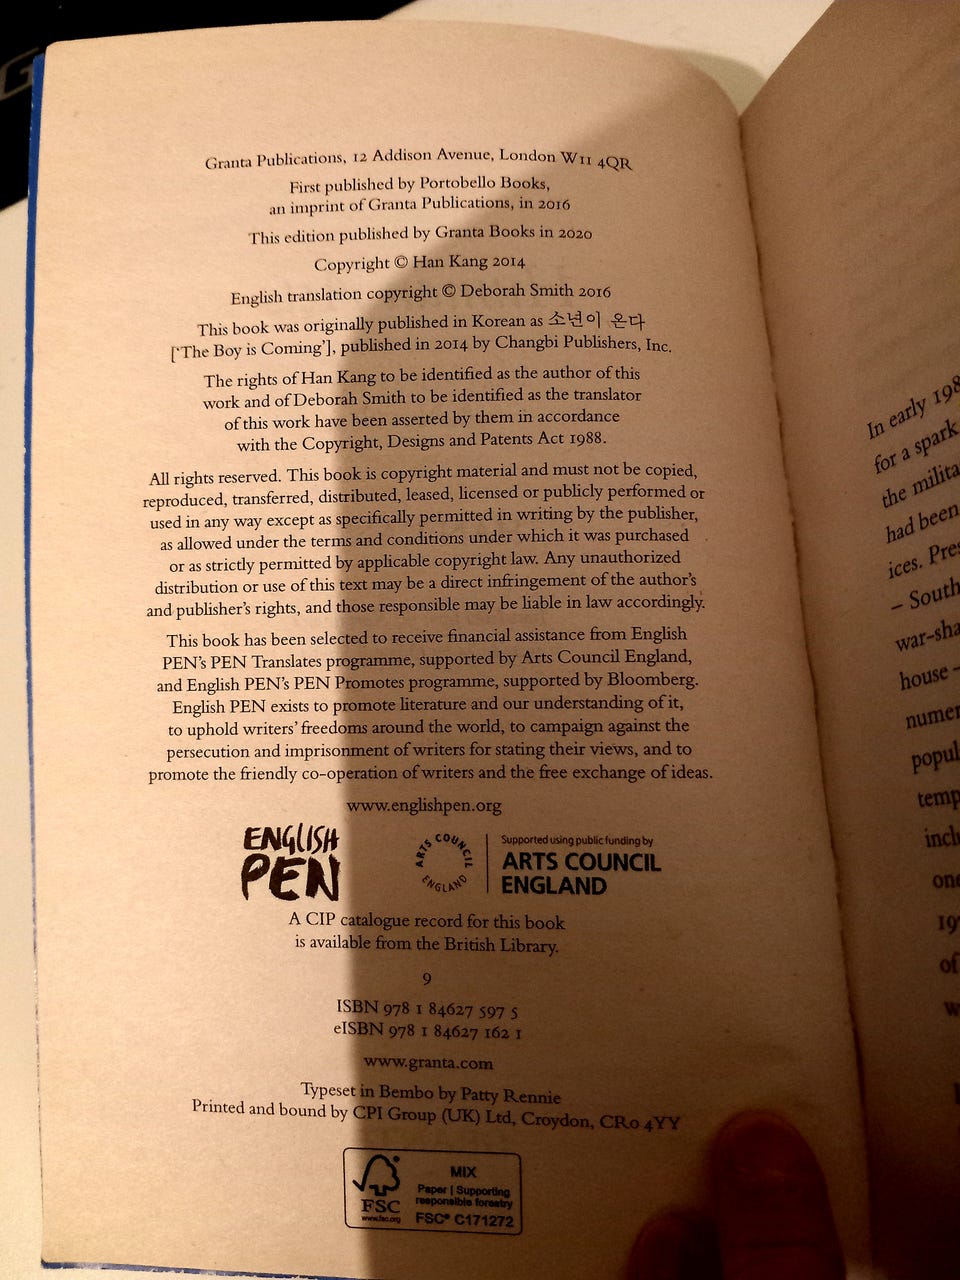 Granta Publications, 12 Addison Avenue, London W11 4QR
First published by Portobello Books,
an imprint of Granta Publications, in 2016
This edition published by Granta Books in 2020
Copyright © Han Kang 2014
English translation copyright © Deborah Smith 2016
This book was originally published in Korean as 소년이 온다
['The Boy is Coming'], published in 2014 by Changbi Publishers, Inc.
The rights of Han Kang to be identified as the author of this
work and of Deborah Smith to be identified as the translator
of this work have been asserted by them in accordance
with the Copyright, Designs and Patents Act 1988.
All rights reserved. This book is copyright material and must not be copied,
reproduced, transferred, distributed, leased, licensed or publicly performed or
used in any way except as specifically permitted in writing by the publisher,
as allowed under the terms and conditions under which it was purchased
or as strictly permitted by applicable copyright law. Any unauthorized
distribution or use of this text may be a direct infringement of the author's
and publisher's rights, and those responsible may be liable in law accordingly.
This book has been selected to receive financial assistance from English
PEN's PEN Translates programme, supported by Arts Council England,
and English PEN's PEN Promotes programme, supported by Bloomberg.
English PEN exists to promote literature and our understanding of it,
to uphold writers' freedoms around the world, to campaign against the
persecution and imprisonment of writers for stating their views, and to
promote the friendly co-operation of writers and the free exchange of ideas.
www.englishpen.org
ENGLISH
PEN
ARTS COUNCIL
ENGLAND
Supported using public funding by
ARTS COUNCIL
ENGLAND
A CIP catalogue record for this book
is available from the British Library.
9
ISBN 978 1 84627 597 5
eISBN 978 1 84627 162 1
www.granta.com
Typeset in Bembo by Patty Rennie
Printed and bound by CPI Group (UK) Ltd, Croydon, CR0 4YY
FSC
www.fsc.org
MIX
Paper | Supporting
responsible forestry
FSC® C171272
In early 198
for a spark
the milita
had been
ices. Pres
– South
war-sha
house –
numer
popul
temp
incl
one
19
of
w